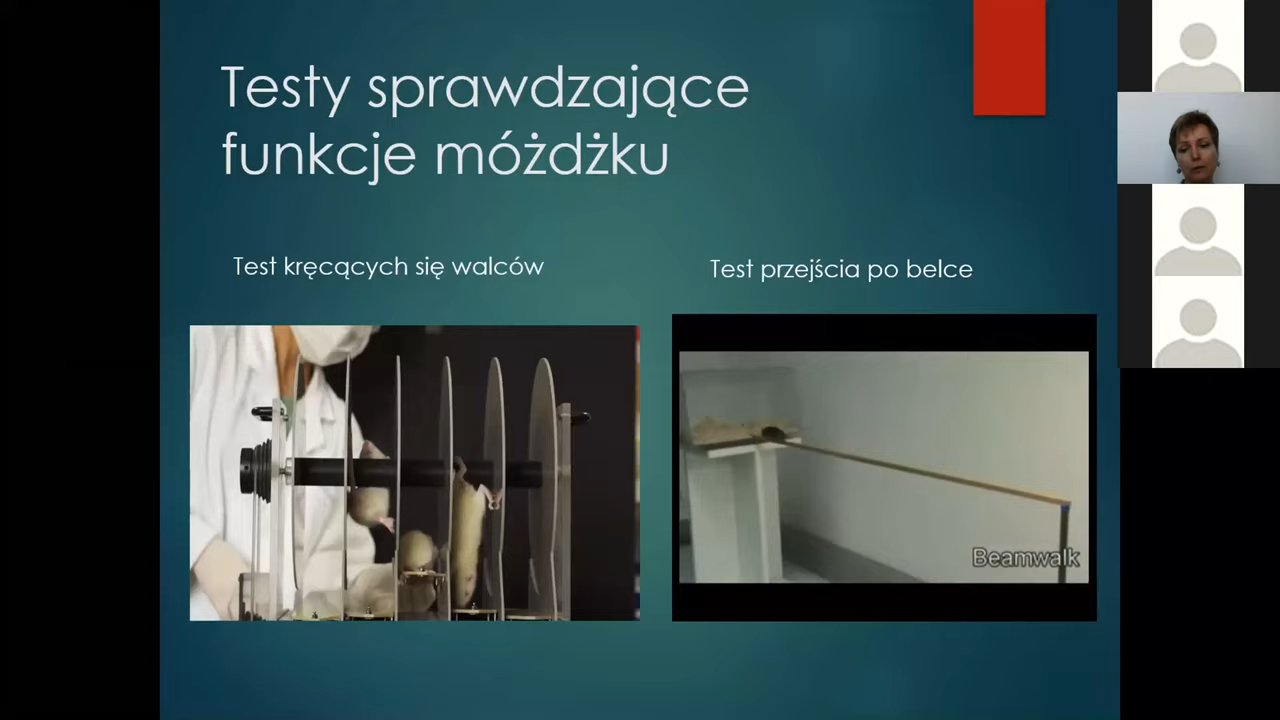 Testy sprawdzające
funkcje móżdżku
Test kręcących się walców
Test przejścia po belce
Beamwalk